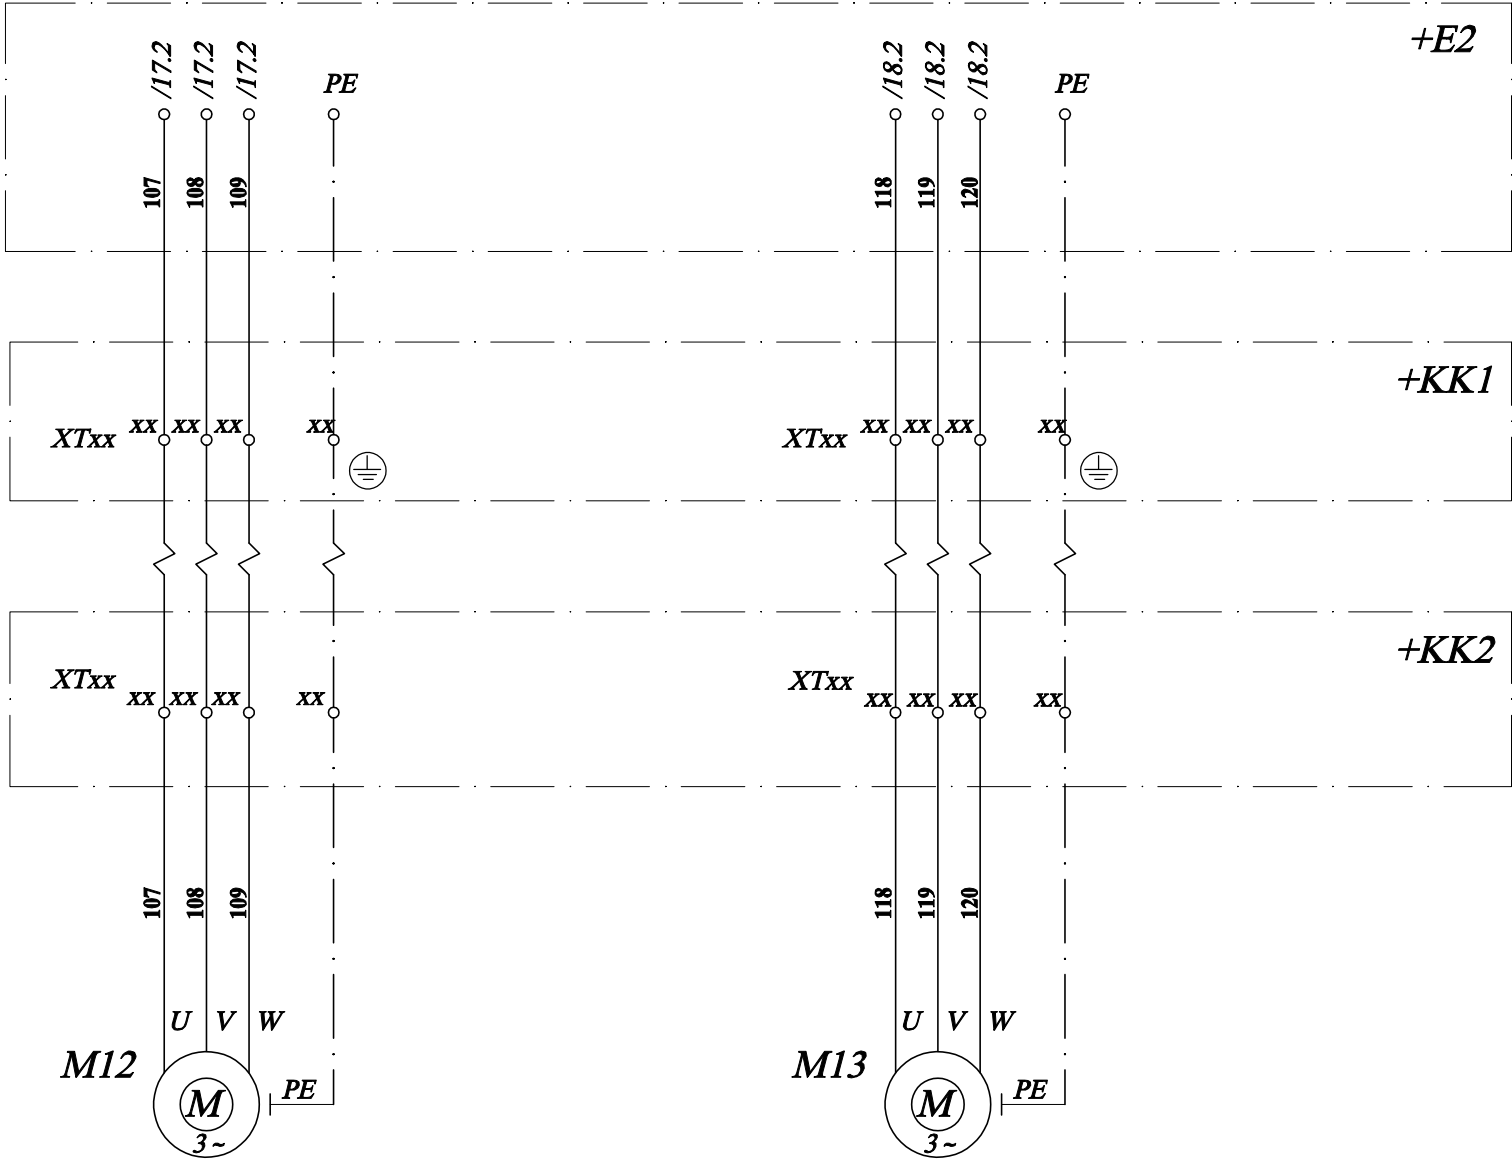 +E2
/17.2 /17.2 /17.2 PE /18.2 /18.2 /18.2 PE
107 108 109 118 119 120
+KK1
XTxx xx xx xx xx XTxx xx xx xx xx
+KK2
XTxx xx xx xx xx XTxx xx xx xx xx
107 108 109 118 119 120
U V W U V W
M12 M13
PE PE
M M
3~ 3~